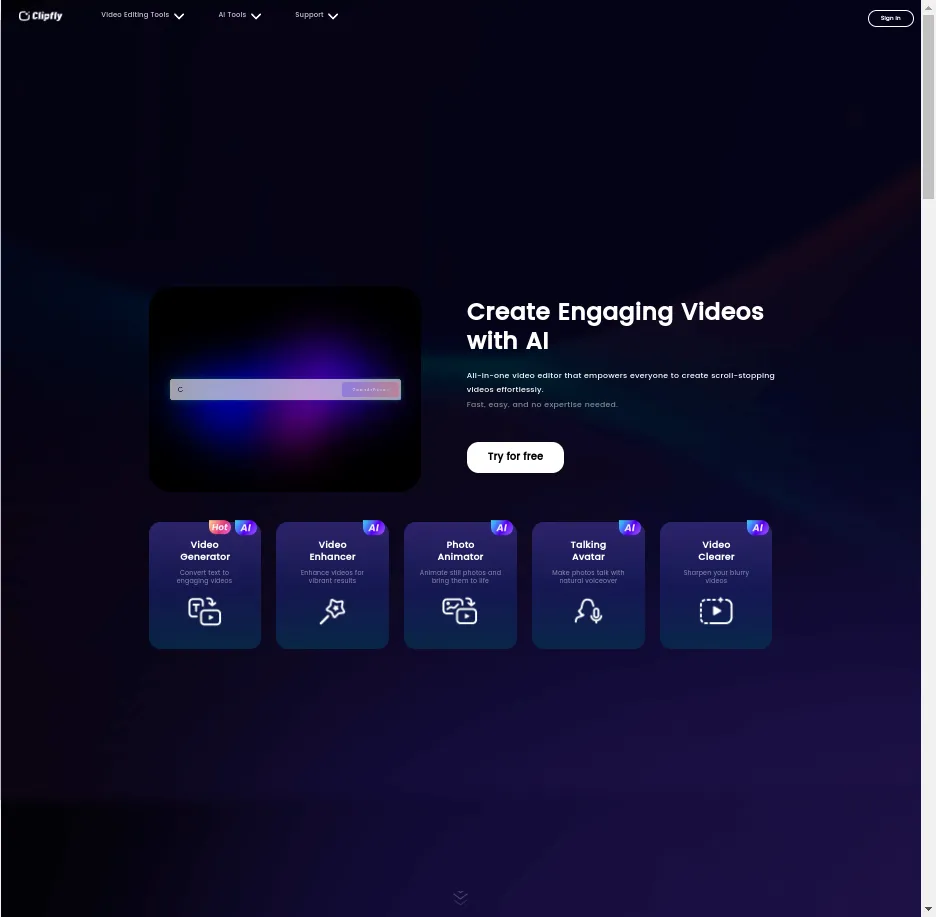 Clipfly
Video Editing Tools
AI Tools
Support
Sign in
C
Create Engaging Videos
with AI
All-in-one video editor that empowers everyone to create scroll-stopping
videos effortlessly.
Fast, easy, and no expertise needed.
Try for free
Hot AI
Video
Generator
Convert text to
engaging videos
AI
Video
Enhancer
Enhance videos for
vibrant results
AI
Photo
Animator
Animate still photos and
bring them to life
AI
Talking
Avatar
Make photos talk with
natural voiceover
AI
Video
Clearer
Sharpen your blurry
videos